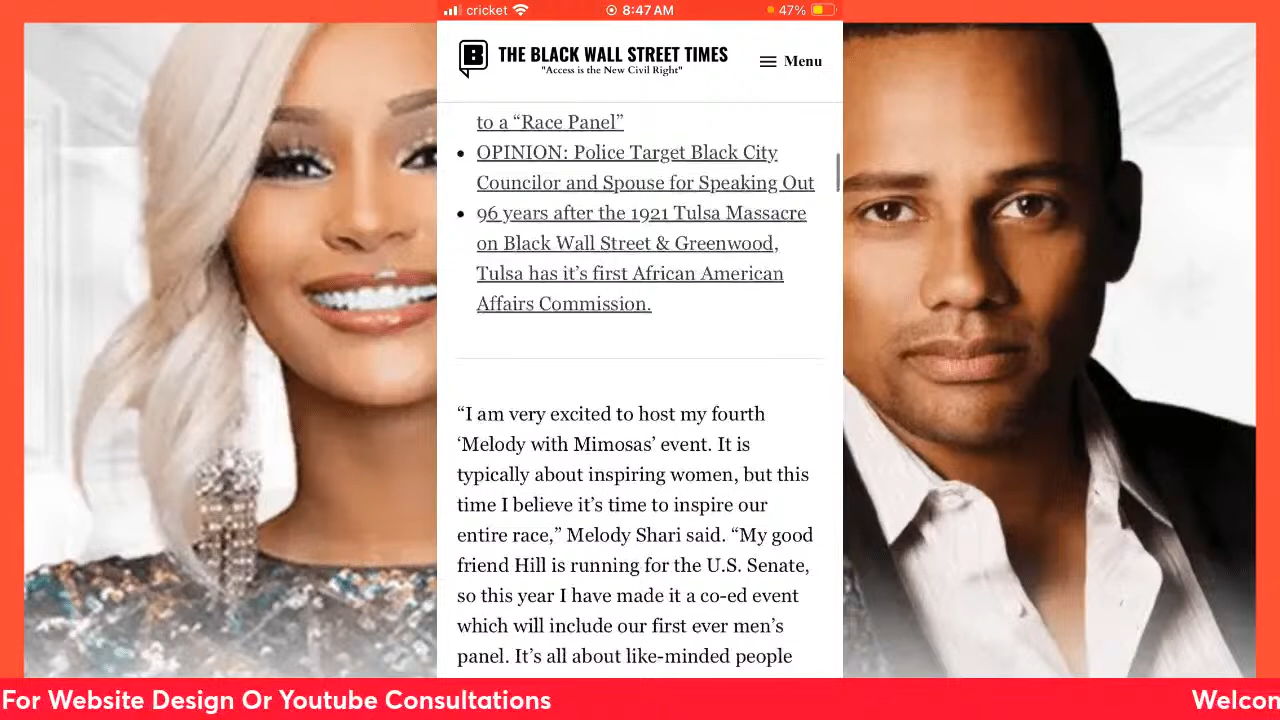 cricket 8:47 AM 47%
B THE BLACK WALL STREET TIMES
"Access is the New Civil Right"
Menu
to a “Race Panel”
• OPINION: Police Target Black City
Councilor and Spouse for Speaking Out
• 96 years after the 1921 Tulsa Massacre
on Black Wall Street & Greenwood,
Tulsa has it’s first African American
Affairs Commission.
“I am very excited to host my fourth
‘Melody with Mimosas’ event. It is
typically about inspiring women, but this
time I believe it’s time to inspire our
entire race,” Melody Shari said. “My good
friend Hill is running for the U.S. Senate,
so this year I have made it a co-ed event
which will include our first ever men’s
panel. It’s all about like-minded people
For Website Design Or Youtube Consultations
Welcon